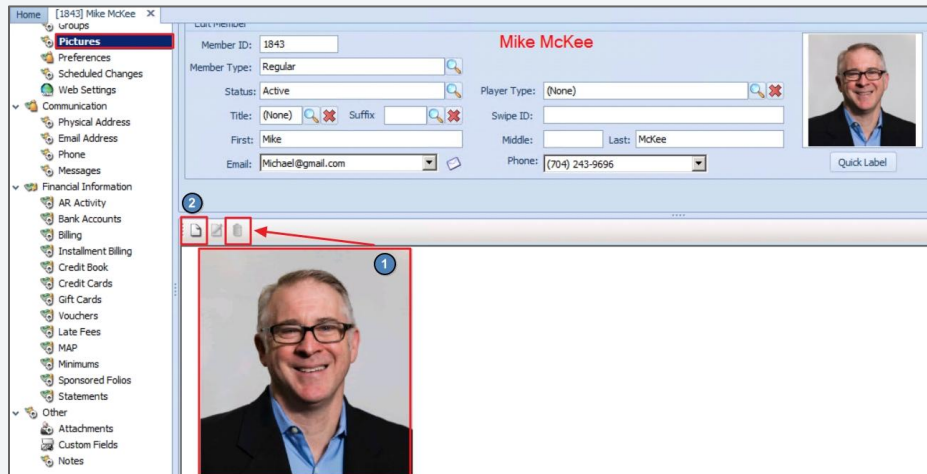 Home [1843] Mike McKee ×
Groups
Pictures
Preferences
Scheduled Changes
Web Settings
Communication
Physical Address
Email Address
Phone
Messages
Financial Information
AR Activity
Bank Accounts
Billing
Installment Billing
Credit Book
Credit Cards
Gift Cards
Vouchers
Late Fees
MAP
Minimums
Sponsored Folios
Statements
Other
Attachments
Custom Fields
Notes
Edit Member
Mike McKee
Member ID: 1843
Member Type: Regular
Status: Active Player Type: (None)
Title: (None) Suffix Swipe ID:
First: Mike Middle: Last: McKee
Email: Michael@gmail.com Phone: (704) 243-9696
Quick Label
2
1